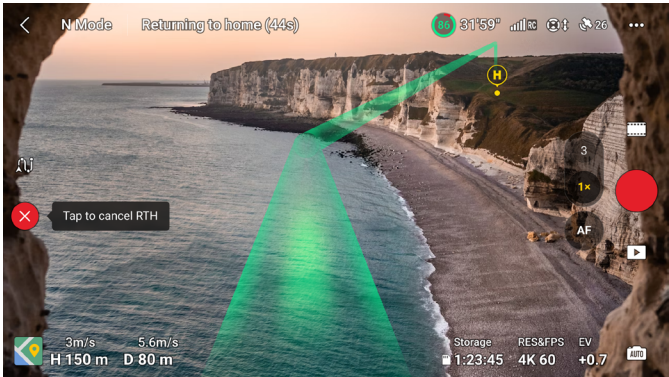 N Mode Returning to home (44s) 86 31'59" RC 26
H
3
1×
Tap to cancel RTH
AF
3m/s 5.6m/s Storage RES&FPS EV
H 150 m D 80 m 1:23:45 4K 60 +0.7 AUTO